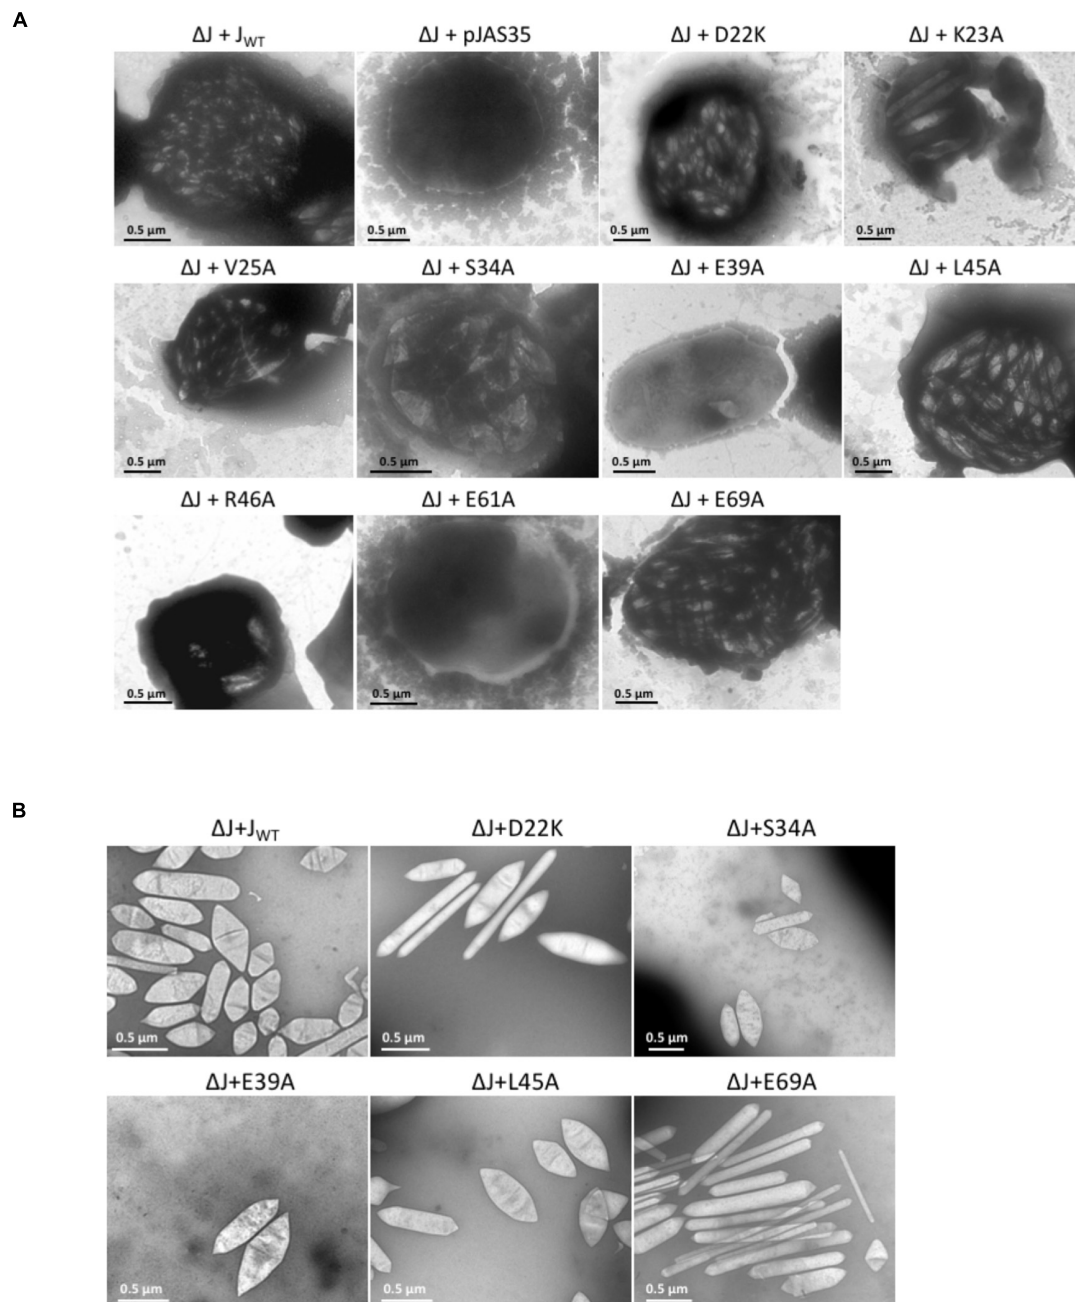 A
ΔJ + J_WT ΔJ + pJAS35 ΔJ + D22K ΔJ + K23A
0.5 µm 0.5 µm 0.5 µm 0.5 µm
ΔJ + V25A ΔJ + S34A ΔJ + E39A ΔJ + L45A
0.5 µm 0.5 µm 0.5 µm 0.5 µm
ΔJ + R46A ΔJ + E61A ΔJ + E69A
0.5 µm 0.5 µm 0.5 µm
B
ΔJ+J_WT ΔJ+D22K ΔJ+S34A
0.5 µm 0.5 µm 0.5 µm
ΔJ+E39A ΔJ+L45A ΔJ+E69A
0.5 µm 0.5 µm 0.5 µm